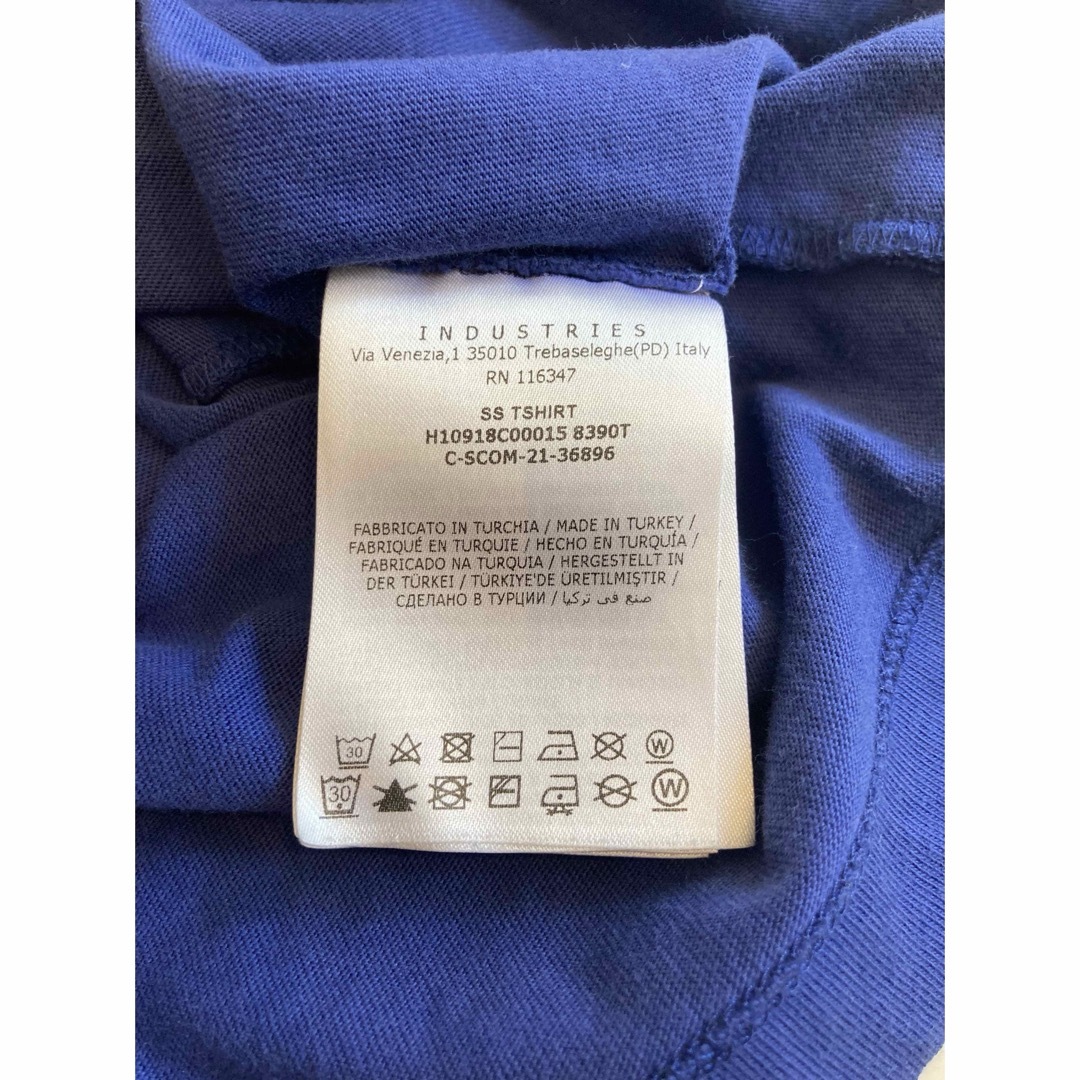 INDUSTRIES
Via Venezia,1 35010 Trebaseleghe(PD) Italy
RN 116347
SS TSHIRT
H10918C00015 8390T
C-SCOM-21-36896
FABBRICATO IN TURCHIA / MADE IN TURKEY /
FABRIQUÉ EN TURQUIE / HECHO EN TURQUÍA /
FABRICADO NA TURQUIA / HERGESTELLT IN
DER TÜRKEI / TÜRKIYE'DE ÜRETILMIŞTIR /
СДЕЛАНО В ТУРЦИИ / صنع في تركيا
30 W
30 W